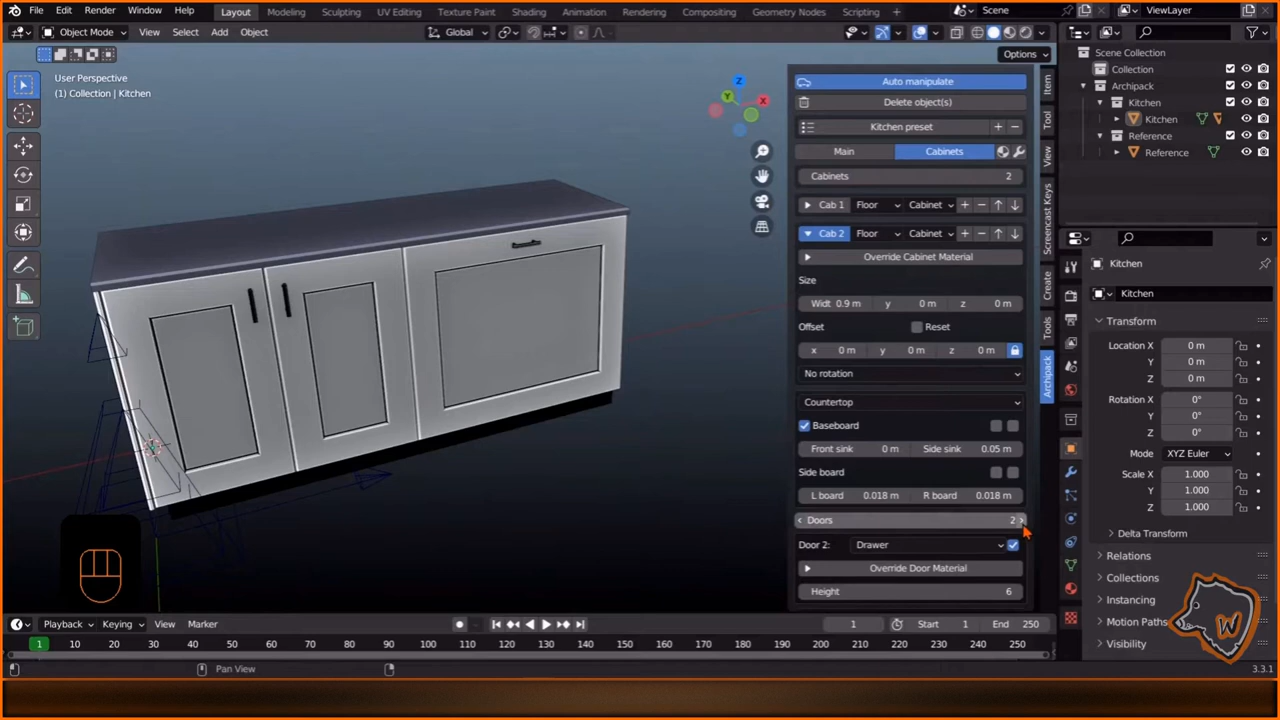 File Edit Render Window Help Layout Modeling Sculpting UV Editing Texture Paint Shading Animation Rendering Compositing Geometry Nodes Scripting + Scene ViewLayer
Object Mode View Select Add Object Global
Options
User Perspective
(1) Collection | Kitchen
Z
Y
X
Auto manipulate
Delete object(s)
Kitchen preset
Main Cabinets
Cabinets 2
Cab 1 Floor Cabinet
Cab 2 Floor Cabinet
Override Cabinet Material
Size
Widt 0.9 m y 0 m z 0 m
Offset Reset
x 0 m y 0 m z 0 m
No rotation
Countertop
Baseboard
Front sink 0 m Side sink 0.05 m
Side board
L board 0.018 m R board 0.018 m
Doors 2
Door 2: Drawer
Override Door Material
Height 6
Item
Tool
View
Screencast Keys
Create
Tools
Archipack
Scene Collection
Collection
Archipack
Kitchen
Kitchen
Reference
Reference
Kitchen
Kitchen
Transform
Location X 0 m
Y 0 m
Z 0 m
Rotation X 0°
Y 0°
Z 0°
Mode XYZ Euler
Scale X 1.000
Y 1.000
Z 1.000
Delta Transform
Relations
Collections
Instancing
Motion Paths
Visibility
W
Playback Keying View Marker 1 Start 1 End 250
1 10 20 30 40 50 60 70 80 90 100 110 120 130 140 150 160 170 180 190 200 210 220 230 240 250
Pan View 3.3.1